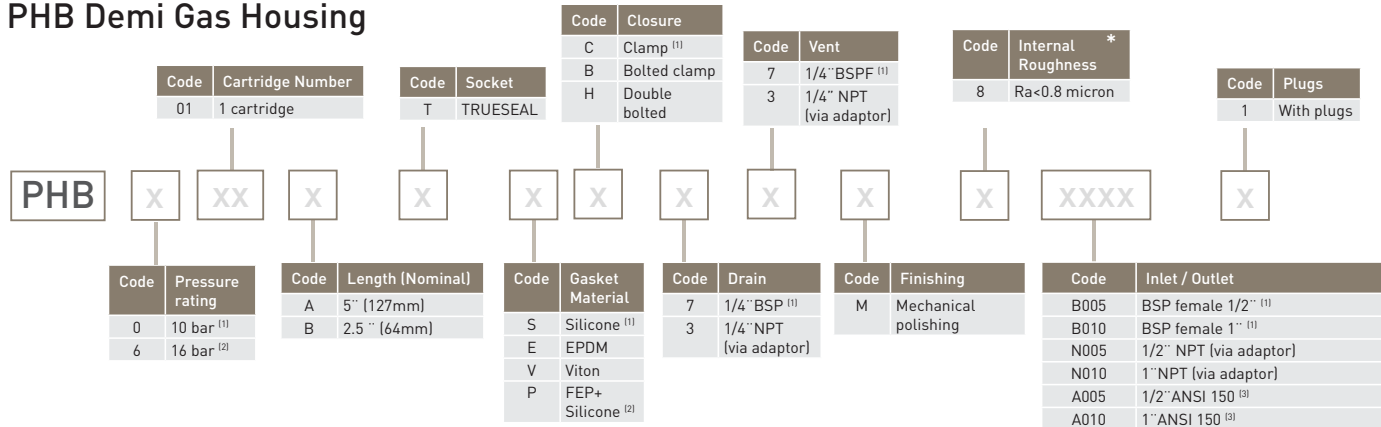 PHB Demi Gas Housing
Code Cartridge Number
01 1 cartridge
Code Socket
T TRUESEAL
Code Closure
C Clamp (1)
B Bolted clamp
H Double
bolted
Code Vent
7 1/4¨BSPF (1)
3 1/4¨ NPT
(via adaptor)
Code Internal *
Roughness
8 Ra<0.8 micron
Code Plugs
1 With plugs
PHB X XX X X X X X X X X XXXX X
Code Pressure
rating
0 10 bar (1)
6 16 bar (2)
Code Length (Nominal)
A 5¨ (127mm)
B 2.5 ¨ (64mm)
Code Gasket
Material
S Silicone (1)
E EPDM
V Viton
P FEP+
Silicone (2)
Code Drain
7 1/4¨BSP (1)
3 1/4¨NPT
(via adaptor)
Code Finishing
M Mechanical
polishing
Code Inlet / Outlet
B005 BSP female 1/2¨ (1)
B010 BSP female 1¨ (1)
N005 1/2¨ NPT (via adaptor)
N010 1¨NPT (via adaptor)
A005 1/2¨ANSI 150 (3)
A010 1¨ANSI 150 (3)